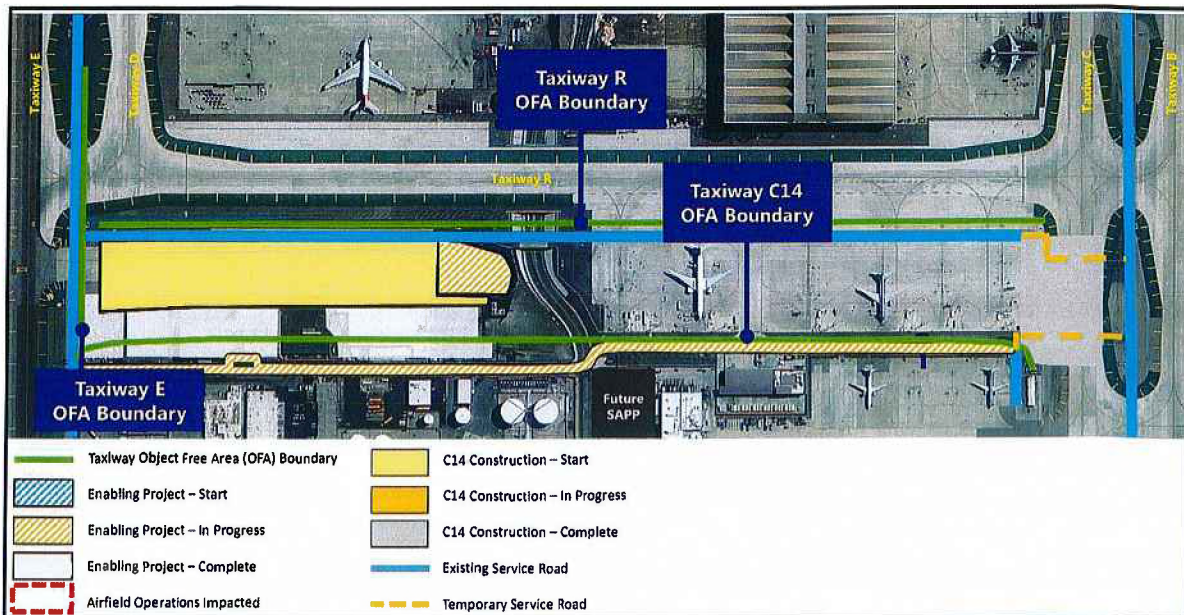 Taxiway E
Taxiway D
Taxiway R
OFA Boundary
Taxiway C
Taxiway B
Taxiway R
Taxiway C14
OFA Boundary
Taxiway E
OFA Boundary
Future
SAPP
Taxiway Object Free Area (OFA) Boundary
Enabling Project – Start
Enabling Project – In Progress
Enabling Project – Complete
Airfield Operations Impacted
C14 Construction – Start
C14 Construction – In Progress
C14 Construction – Complete
Existing Service Road
Temporary Service Road